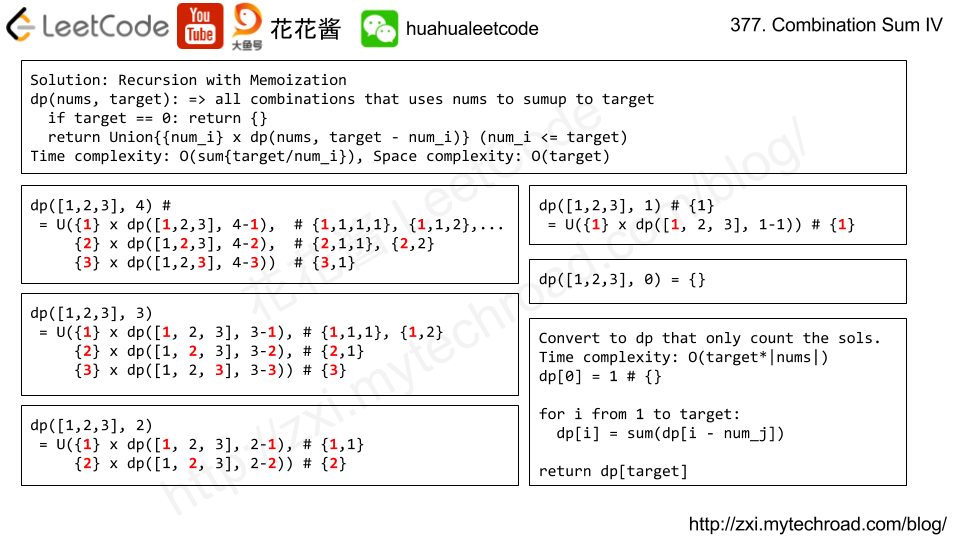 LeetCode
You
Tube
大鱼号
花花酱
huahualeetcode
377. Combination Sum IV
Solution: Recursion with Memoization
dp(nums, target): => all combinations that uses nums to sumup to target
  if target == 0: return {}
  return Union{{num_i} x dp(nums, target - num_i)} (num_i <= target)
Time complexity: O(sum{target/num_i}), Space complexity: O(target)
dp([1,2,3], 4) #
 = U({1} x dp([1,2,3], 4-1),  # {1,1,1,1}, {1,1,2},...
     {2} x dp([1,2,3], 4-2),  # {2,1,1}, {2,2}
     {3} x dp([1,2,3], 4-3))  # {3,1}
dp([1,2,3], 3)
 = U({1} x dp([1, 2, 3], 3-1), # {1,1,1}, {1,2}
     {2} x dp([1, 2, 3], 3-2), # {2,1}
     {3} x dp([1, 2, 3], 3-3)) # {3}
dp([1,2,3], 2)
 = U({1} x dp([1, 2, 3], 2-1), # {1,1}
     {2} x dp([1, 2, 3], 2-2)) # {2}
dp([1,2,3], 1) # {1}
 = U({1} x dp([1, 2, 3], 1-1)) # {1}
dp([1,2,3], 0) = {}
Convert to dp that only count the sols.
Time complexity: O(target*|nums|)
dp[0] = 1 # {}
for i from 1 to target:
  dp[i] = sum(dp[i - num_j])
return dp[target]
花花酱 LeetCode
http://zxi.mytechroad.com/blog/
http://zxi.mytechroad.com/blog/